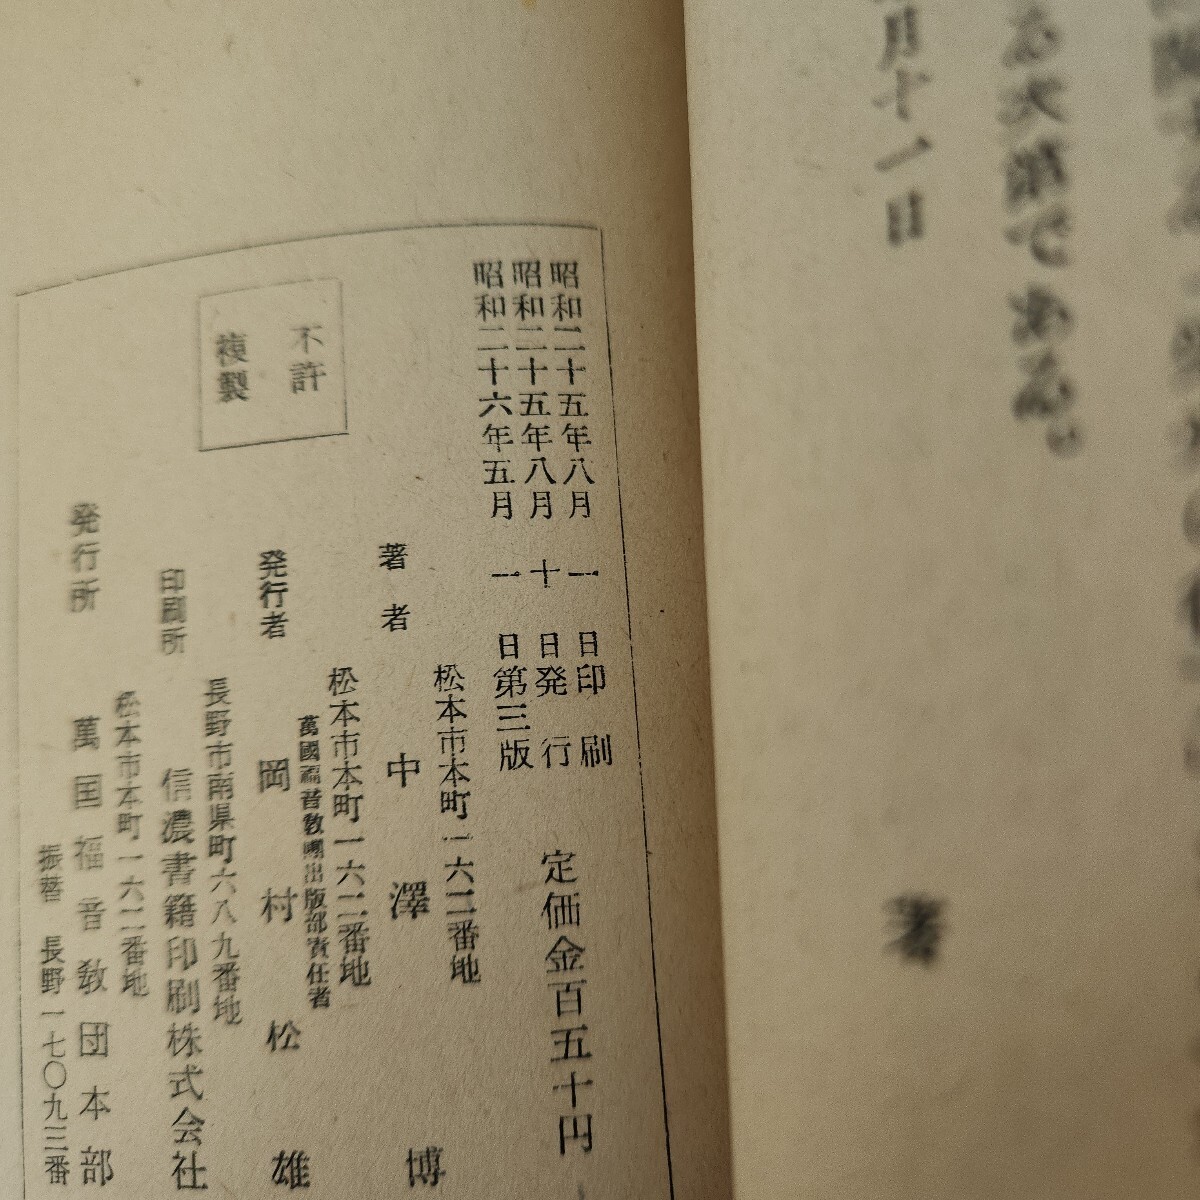 月十一日
著
昭和二十五年八月 一 日印刷
昭和二十五年八月 十 日発行
昭和二十六年五月 一 日第三版
定価金百五十円
松本市本町一六二番地
著者 中澤 博
松本市本町一六二番地
萬國福音敎團出版部責任者
発行者 岡村松雄
長野市南県町六八九番地
印刷所 信濃書籍印刷株式会社
松本市本町一六二番地
発行所 萬国福音敎団本部
振替 長野一七〇九三番
不許
複製